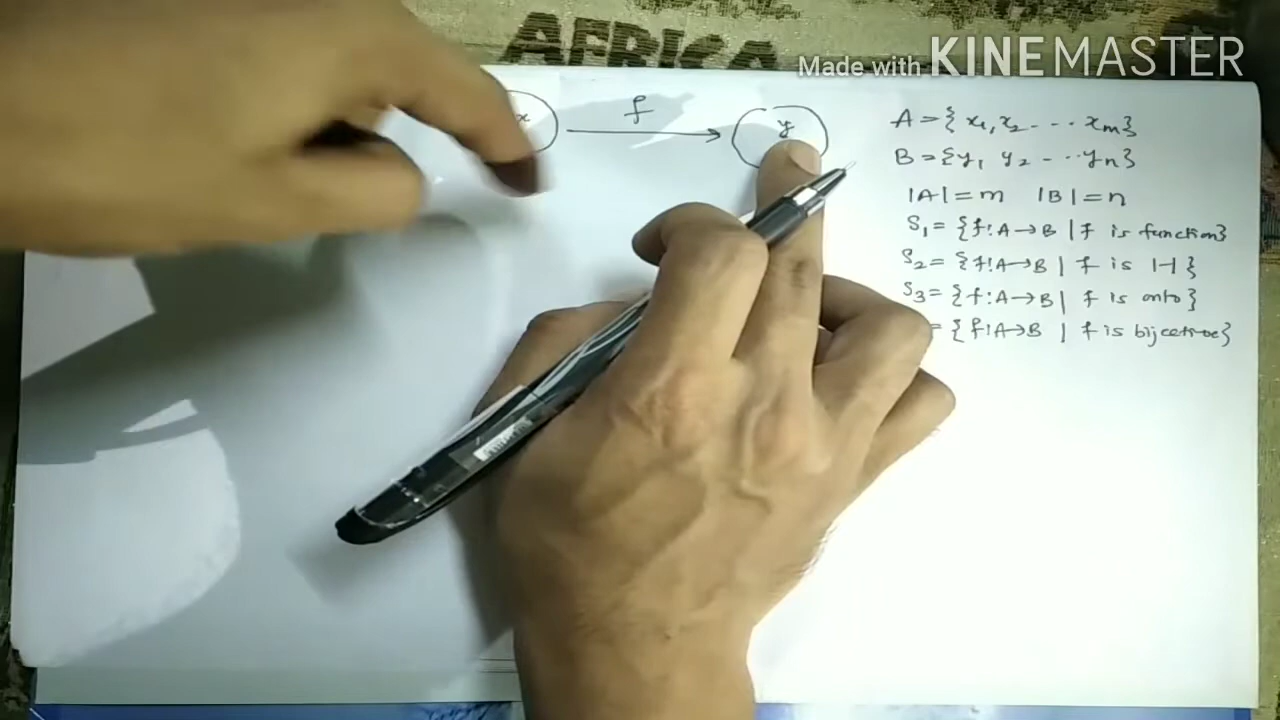 AFRICA
Made with KINEMASTER
x f y
A = { x₁, x₂ - - ·· xₘ}
B = {y₁ y₂ - - ·· yₙ}
|A| = m |B| = n
S₁ = {f: A→B | f is function}
S₂ = {f: A→B | f is 1-1}
S₃ = {f: A→B | f is onto}
= {f: A→B | f is bijcetive}